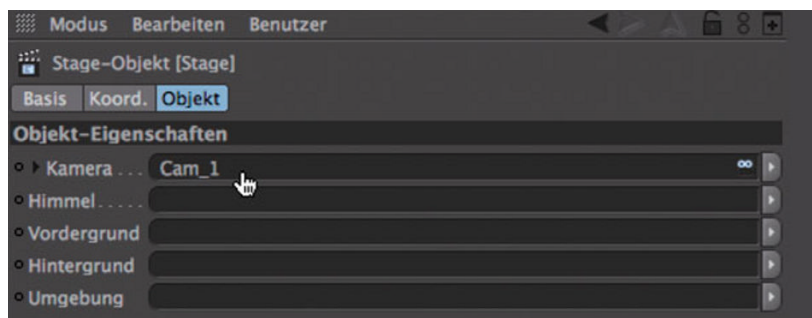 Modus Bearbeiten Benutzer
Stage-Objekt [Stage]
Basis Koord. Objekt
Objekt-Eigenschaften
Kamera . . . Cam_1
Himmel . . . . .
Vordergrund
Hintergrund
Umgebung